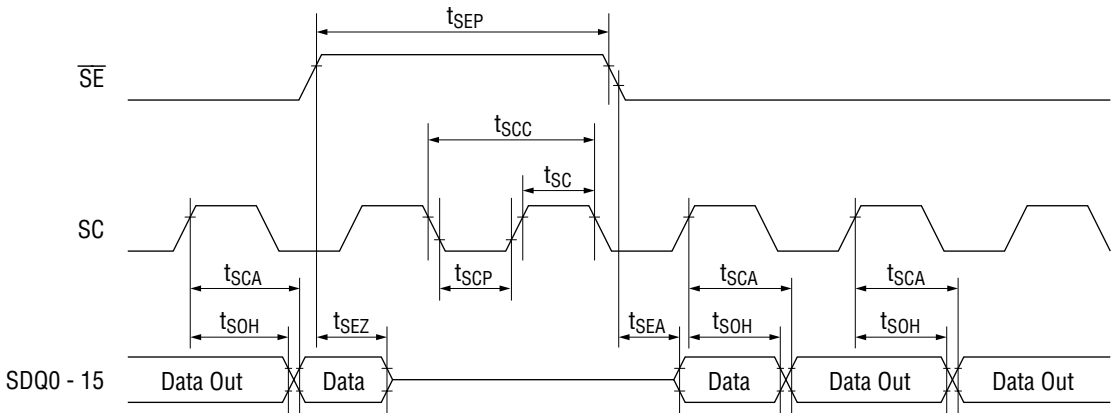 tSEP
SE
tSCC
tSC
SC
tSCA
tSCP
tSCA
tSCA
tSOH
tSEZ
tSEA
tSOH
tSOH
SDQ0 - 15
Data Out
Data
Data
Data Out
Data Out